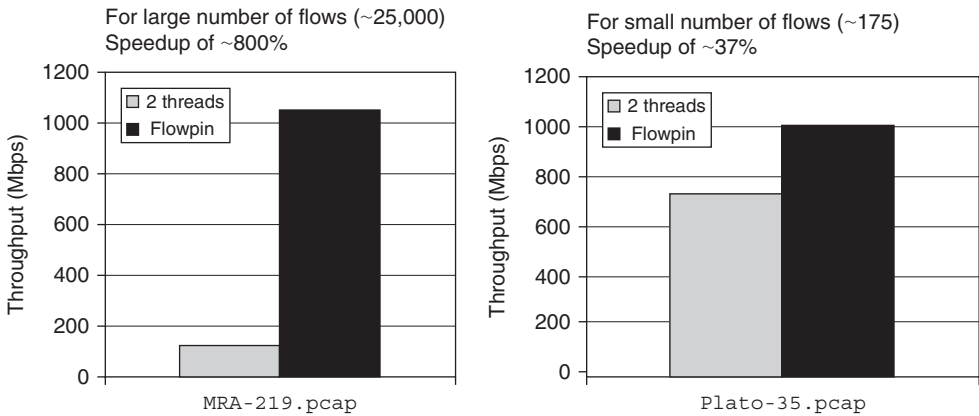 For large number of flows (~25,000)
Speedup of ~800%
1200
1000
800
600
400
200
0
Throughput (Mbps)
2 threads
Flowpin
MRA-219.pcap
For small number of flows (~175)
Speedup of ~37%
1200
1000
800
600
400
200
0
Throughput (Mbps)
2 threads
Flowpin
Plato-35.pcap